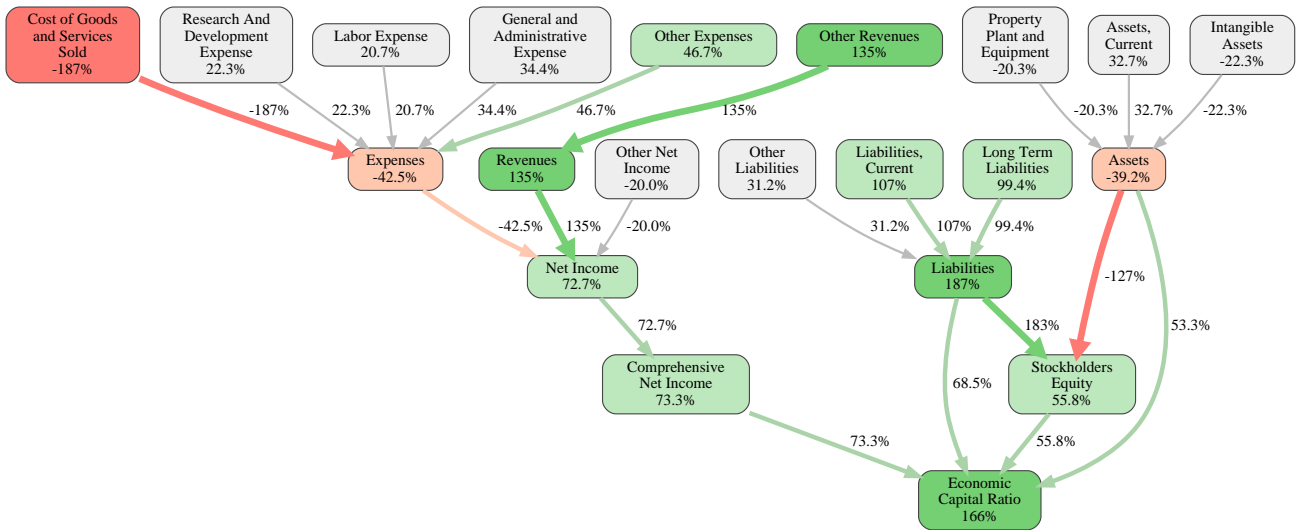 Cost of Goods
and Services
Sold
-187%
Research And
Development
Expense
22.3%
Labor Expense
20.7%
General and
Administrative
Expense
34.4%
Other Expenses
46.7%
Other Revenues
135%
Property
Plant and
Equipment
-20.3%
Assets,
Current
32.7%
Intangible
Assets
-22.3%
-187%
22.3%
20.7%
34.4%
46.7%
135%
-20.3%
32.7%
-22.3%
Expenses
-42.5%
Revenues
135%
Other Net
Income
-20.0%
Other
Liabilities
31.2%
Liabilities,
Current
107%
Long Term
Liabilities
99.4%
Assets
-39.2%
-42.5%
135%
-20.0%
31.2%
107%
99.4%
Net Income
72.7%
Liabilities
187%
-127%
72.7%
183%
53.3%
Comprehensive
Net Income
73.3%
Stockholders
Equity
55.8%
68.5%
73.3%
55.8%
Economic
Capital Ratio
166%